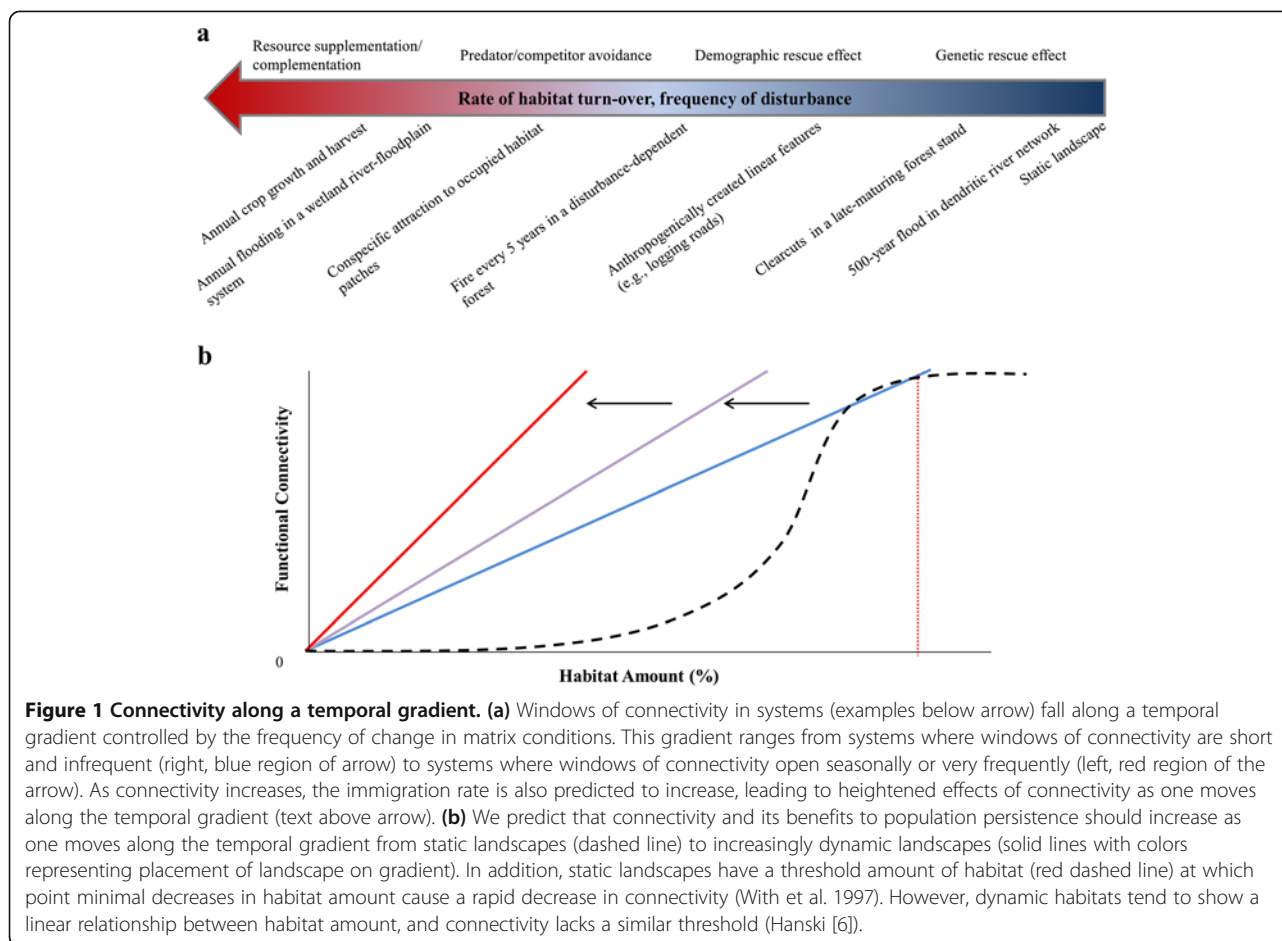 a
Resource supplementation/
complementation
Predator/competitor avoidance
Demographic rescue effect
Genetic rescue effect
Rate of habitat turn-over, frequency of disturbance
Annual crop growth and harvest
Annual flooding in a wetland river-floodplain
system
Conspecific attraction to occupied habitat
patches
Fire every 5 years in a disturbance-dependent
forest
Anthropogenically created linear features
(e.g., logging roads)
Clearcuts in a late-maturing forest stand
500-year flood in dendritic river network
Static landscape
b
Functional Connectivity
0
Habitat Amount (%)
Figure 1 Connectivity along a temporal gradient. (a) Windows of connectivity in systems (examples below arrow) fall along a temporal
gradient controlled by the frequency of change in matrix conditions. This gradient ranges from systems where windows of connectivity are short
and infrequent (right, blue region of arrow) to systems where windows of connectivity open seasonally or very frequently (left, red region of the
arrow). As connectivity increases, the immigration rate is also predicted to increase, leading to heightened effects of connectivity as one moves
along the temporal gradient (text above arrow). (b) We predict that connectivity and its benefits to population persistence should increase as
one moves along the temporal gradient from static landscapes (dashed line) to increasingly dynamic landscapes (solid lines with colors
representing placement of landscape on gradient). In addition, static landscapes have a threshold amount of habitat (red dashed line) at which
point minimal decreases in habitat amount cause a rapid decrease in connectivity (With et al. 1997). However, dynamic habitats tend to show a
linear relationship between habitat amount, and connectivity lacks a similar threshold (Hanski [6]).